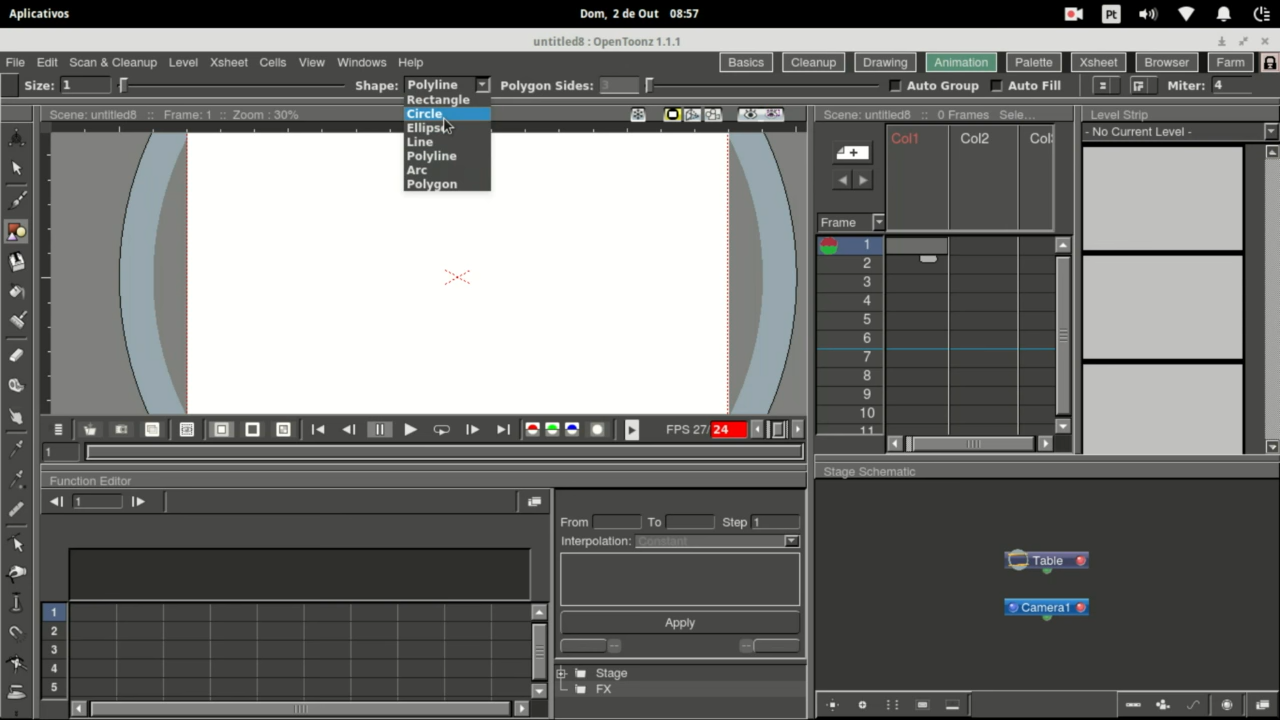 Aplicativos Dom, 2 de Out 08:57 Pt
untitled8 : OpenToonz 1.1.1
File Edit Scan & Cleanup Level Xsheet Cells View Windows Help Basics Cleanup Drawing Animation Palette Xsheet Browser Farm
Size: 1 Shape: Polyline Polygon Sides: 3 Auto Group Auto Fill Miter: 4
Rectangle
Circle
Ellipse
Line
Polyline
Arc
Polygon
Scene: untitled8 :: Frame: 1 :: Zoom : 30%
Scene: untitled8 :: 0 Frames Sele...
Level Strip
- No Current Level -
Col1 Col2 Col
Frame
1
2
3
4
5
6
7
8
9
10
11
FPS 27/24
1
Function Editor
1
From To Step 1
Interpolation: Constant
Apply
1
2
3
4
5
Stage
FX
Stage Schematic
Table
Camera1